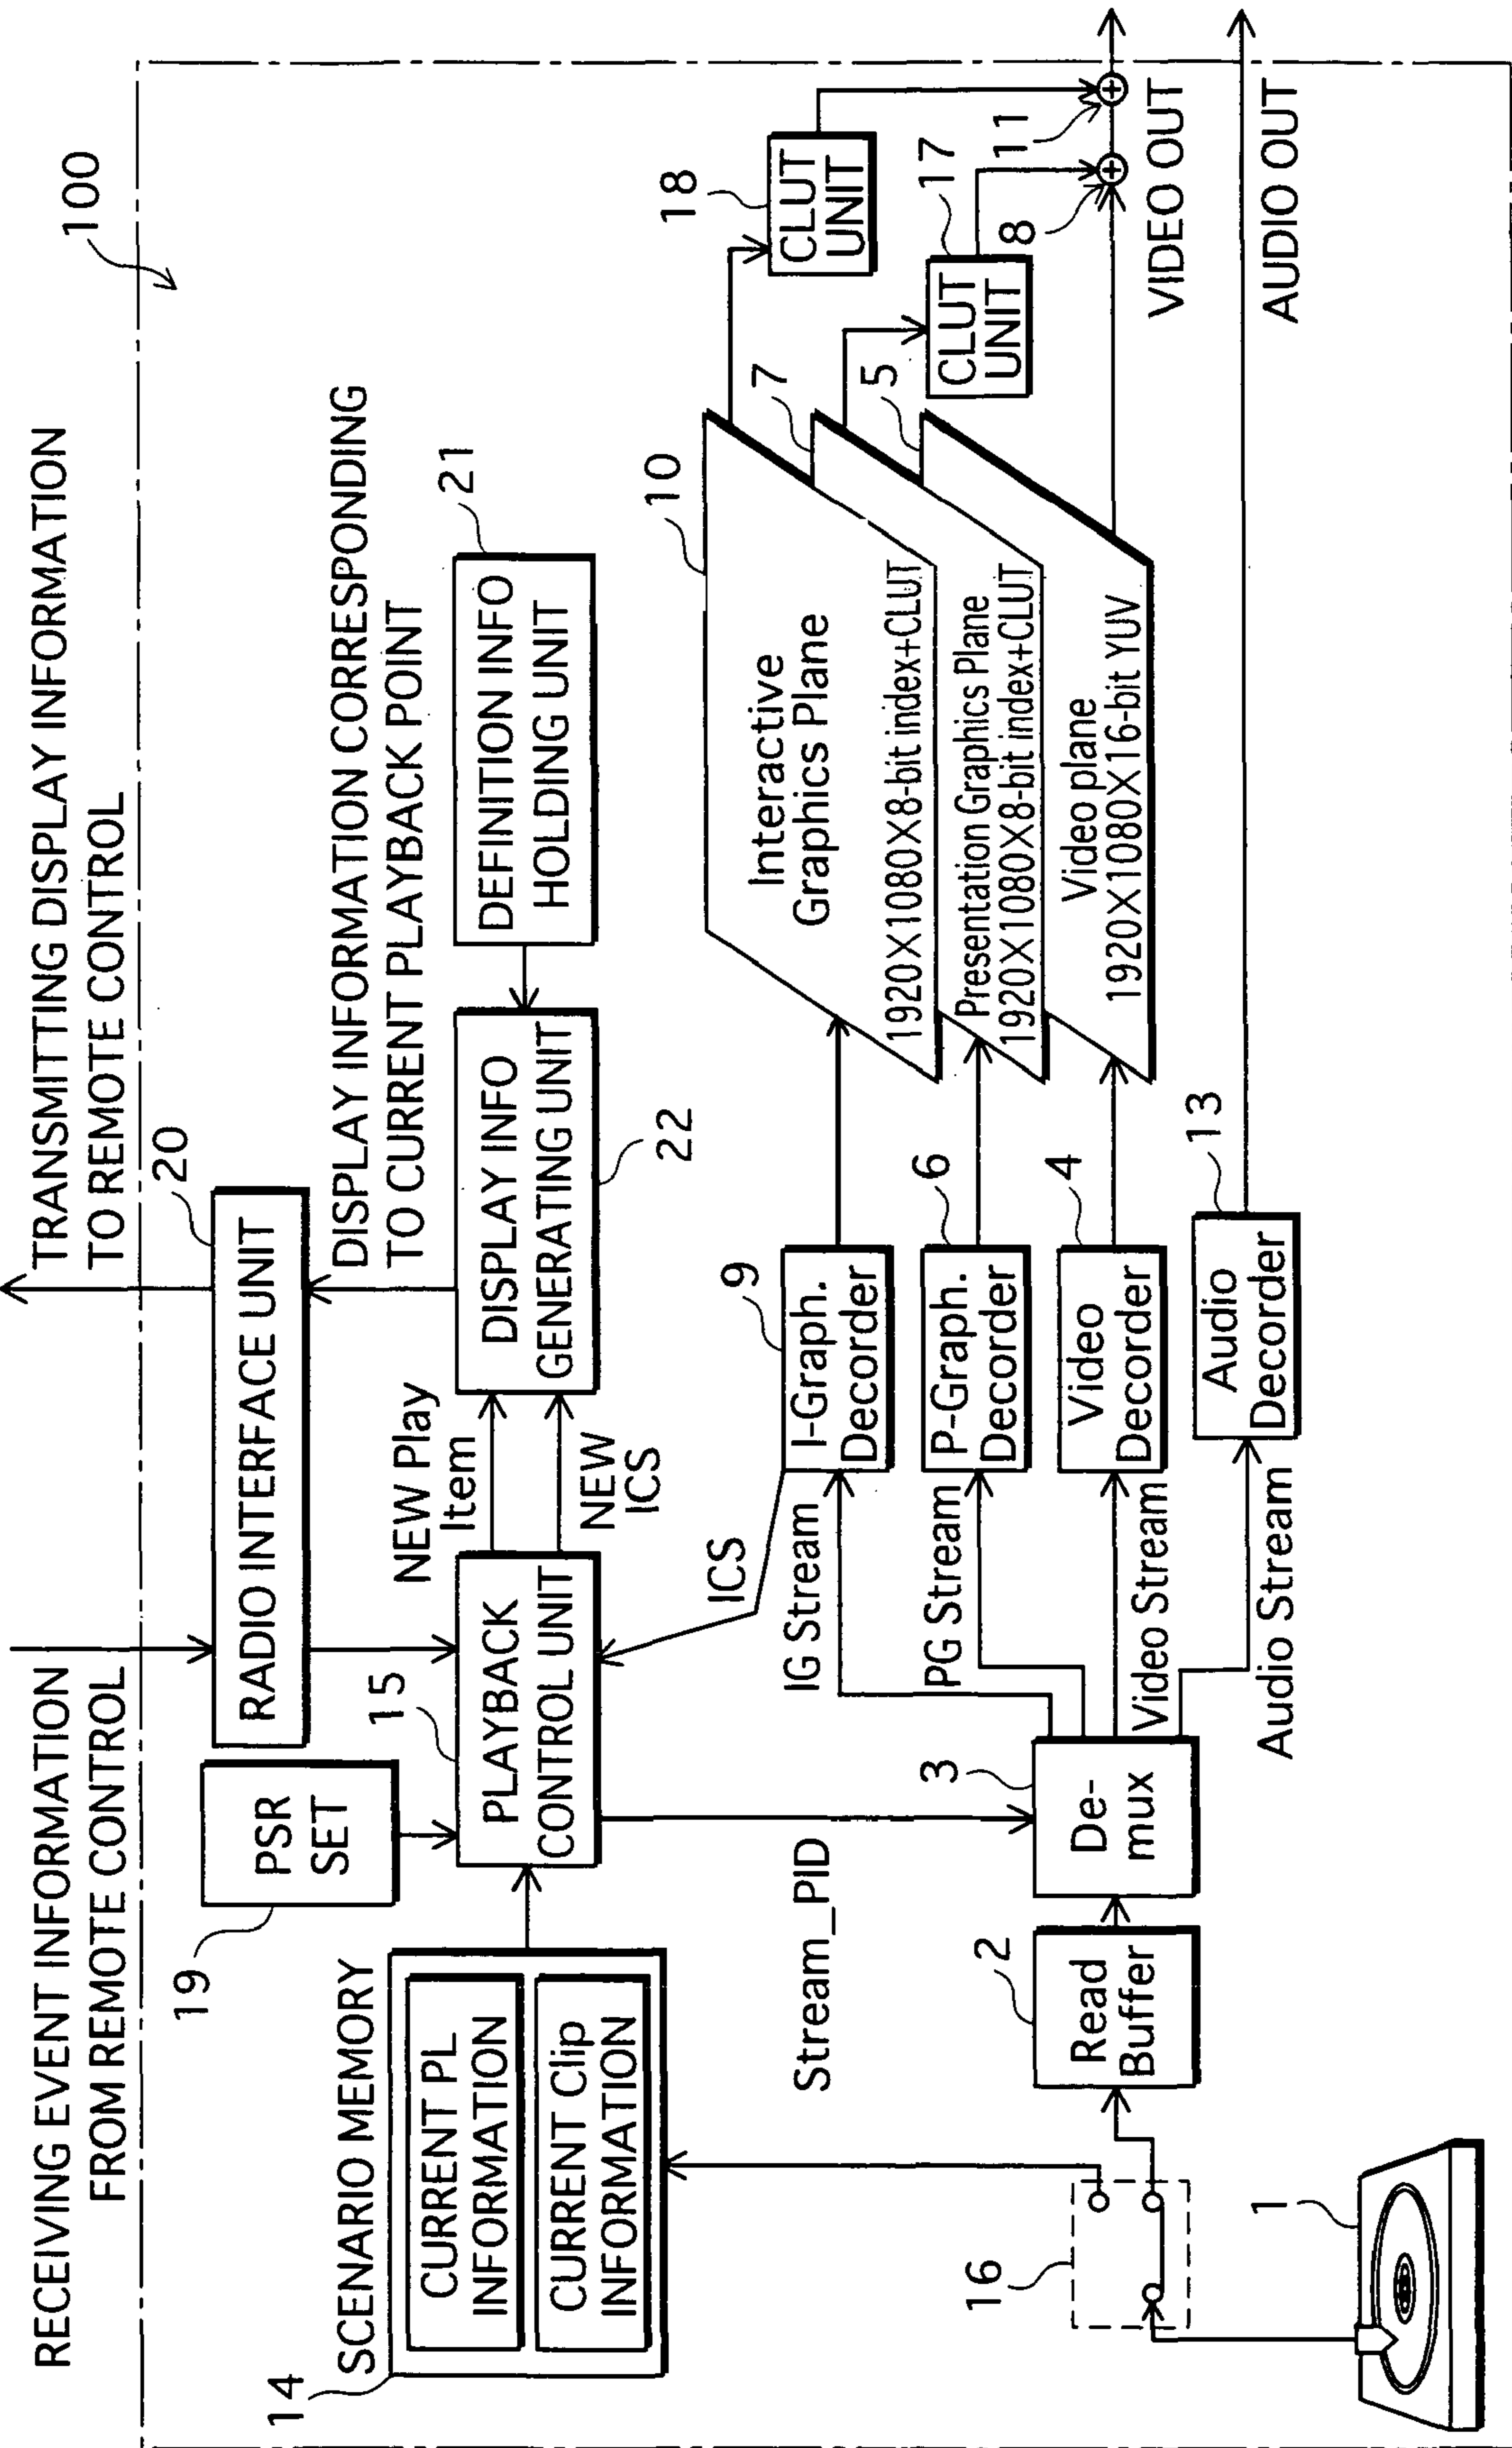 RECEIVING EVENT INFORMATION
FROM REMOTE CONTROL
TRANSMITTING DISPLAY INFORMATION
TO REMOTE CONTROL
100
19
PSR
SET
20
RADIO INTERFACE UNIT
14
SCENARIO MEMORY
CURRENT PL
INFORMATION
CURRENT Clip
INFORMATION
15
PLAYBACK
CONTROL UNIT
NEW Play
Item
NEW
ICS
DISPLAY INFORMATION CORRESPONDING
TO CURRENT PLAYBACK POINT
DISPLAY INFO
GENERATING UNIT
22
21
DEFINITION INFO
HOLDING UNIT
ICS
Stream_PID
16
1
2
Read
Buffer
3
De-
mux
IG Stream
PG Stream
Video Stream
Audio Stream
9
I-Graph.
Decorder
6
P-Graph.
Decorder
4
Video
Decorder
13
Audio
Decorder
10
Interactive
Graphics Plane
1920×1080×8-bit index+CLUT
7
Presentation Graphics Plane
1920×1080×8-bit index+CLUT
5
Video plane
1920×1080×16-bit YUV
18
CLUT
UNIT
17
CLUT
UNIT
8
11
VIDEO OUT
AUDIO OUT